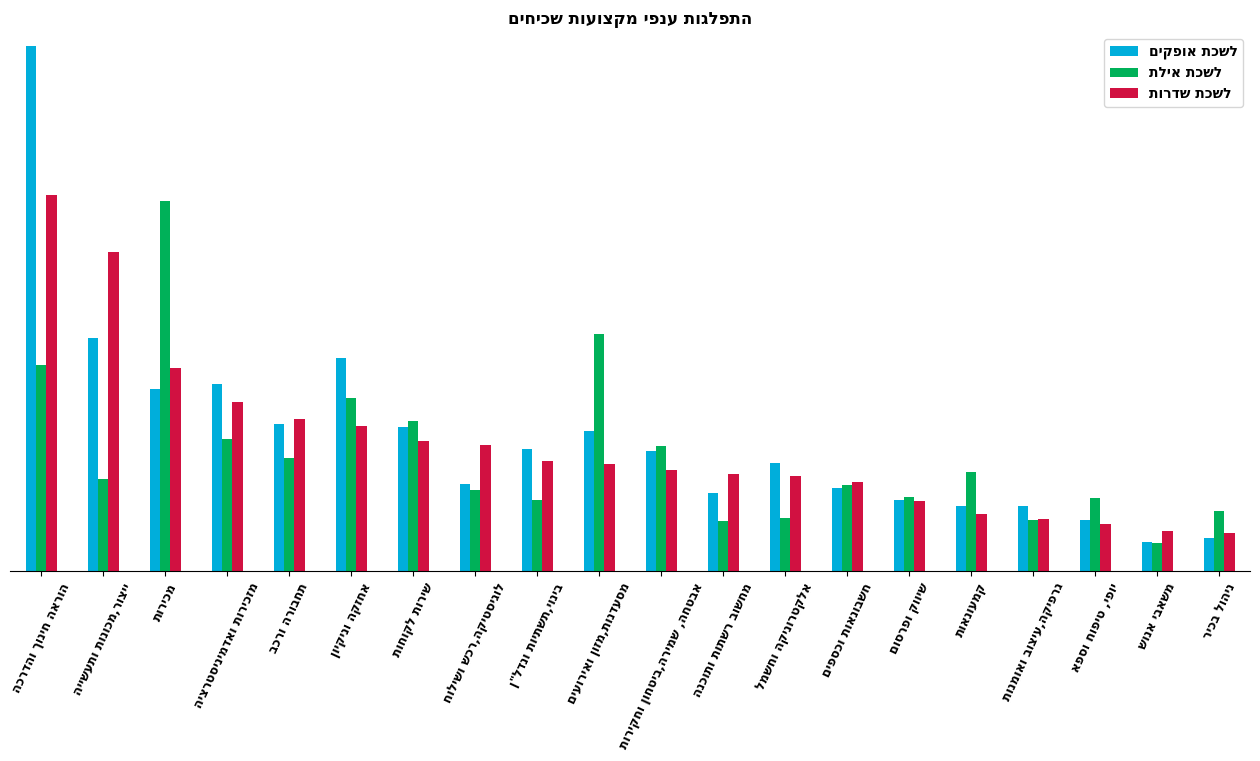 התפלגות ענפי מקצועות שכיחים
לשכת אופקים
לשכת אילת
לשכת שדרות
הוראה חינוך והדרכה
ייצור,מכונות ותעשייה
מכירות
מזכירות ואדמיניסטרציה
תחבורה ורכב
אחזקה וניקיון
שירות לקוחות
לוגיסטיקה,רכש ושילוח
בינוי,תשתיות ונדל"ן
מסעדנות,מזון ואירועים
אבטחה, שמירה,ביטחון וחקירות
מחשוב רשתות ותוכנה
אלקטרוניקה וחשמל
חשבונאות וכספים
שיווק ופרסום
קמעונאות
גרפיקה,עיצוב ואומנות
יופי, טיפוח וספא
משאבי אנוש
ניהול בכיר